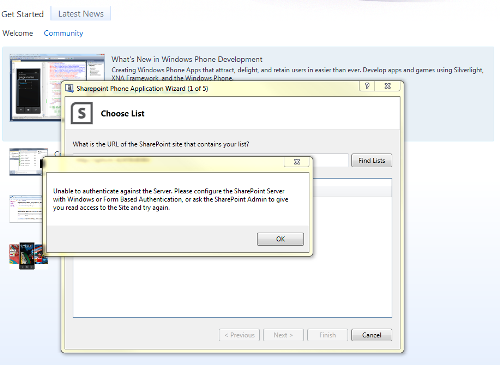 Get Started
Latest News
Welcome
Community
What's New in Windows Phone Development
Creating Windows Phone Apps that attract, delight, and retain users in easier than ever. Develop apps and games using Silverlight,
XNA Framework, and the Windows Phone.
Sharepoint Phone Application Wizard (1 of 5)
S
Choose List
What is the URL of the SharePoint site that contains your list?
Find Lists
Unable to authenticate against the Server. Please configure the SharePoint Server
with Windows or Form Based Authentication, or ask the SharePoint Admin to give
you read access to the Site and try again.
OK
< Previous
Next >
Finish
Cancel